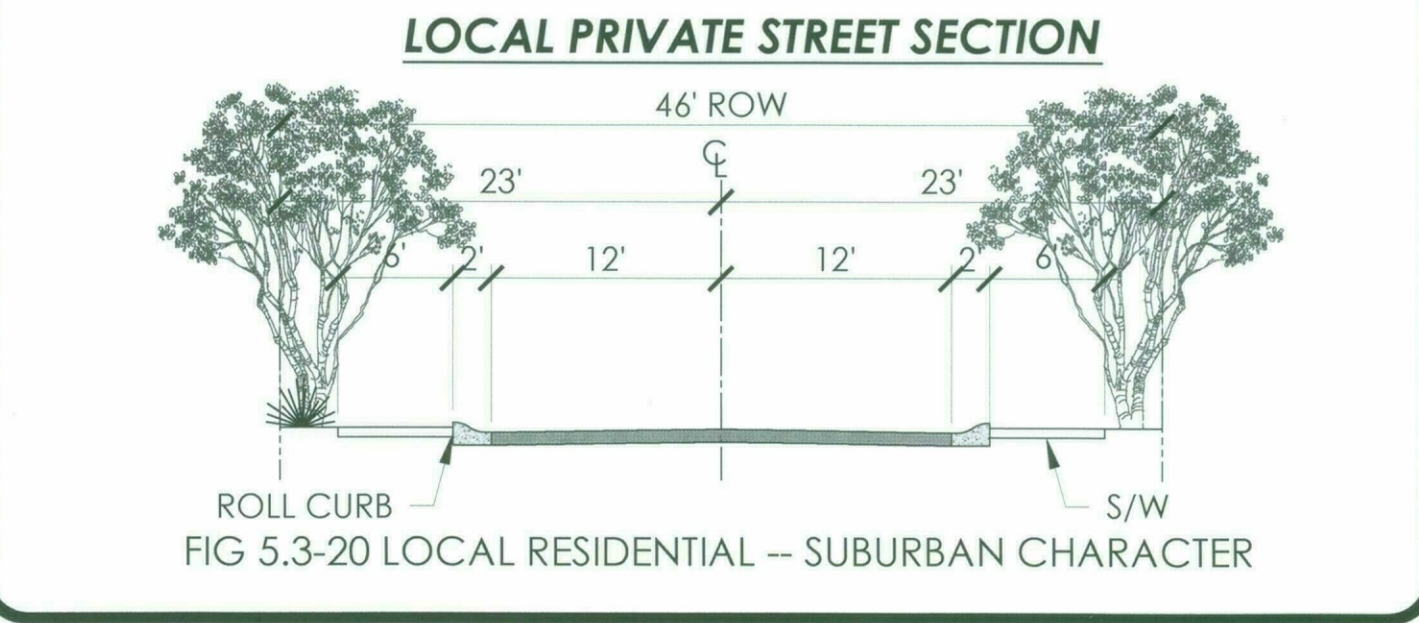 LOCAL PRIVATE STREET SECTION
46' ROW
℄
23' 23'
6' 2' 12' 12' 2' 6'
ROLL CURB S/W
FIG 5.3-20 LOCAL RESIDENTIAL -- SUBURBAN CHARACTER